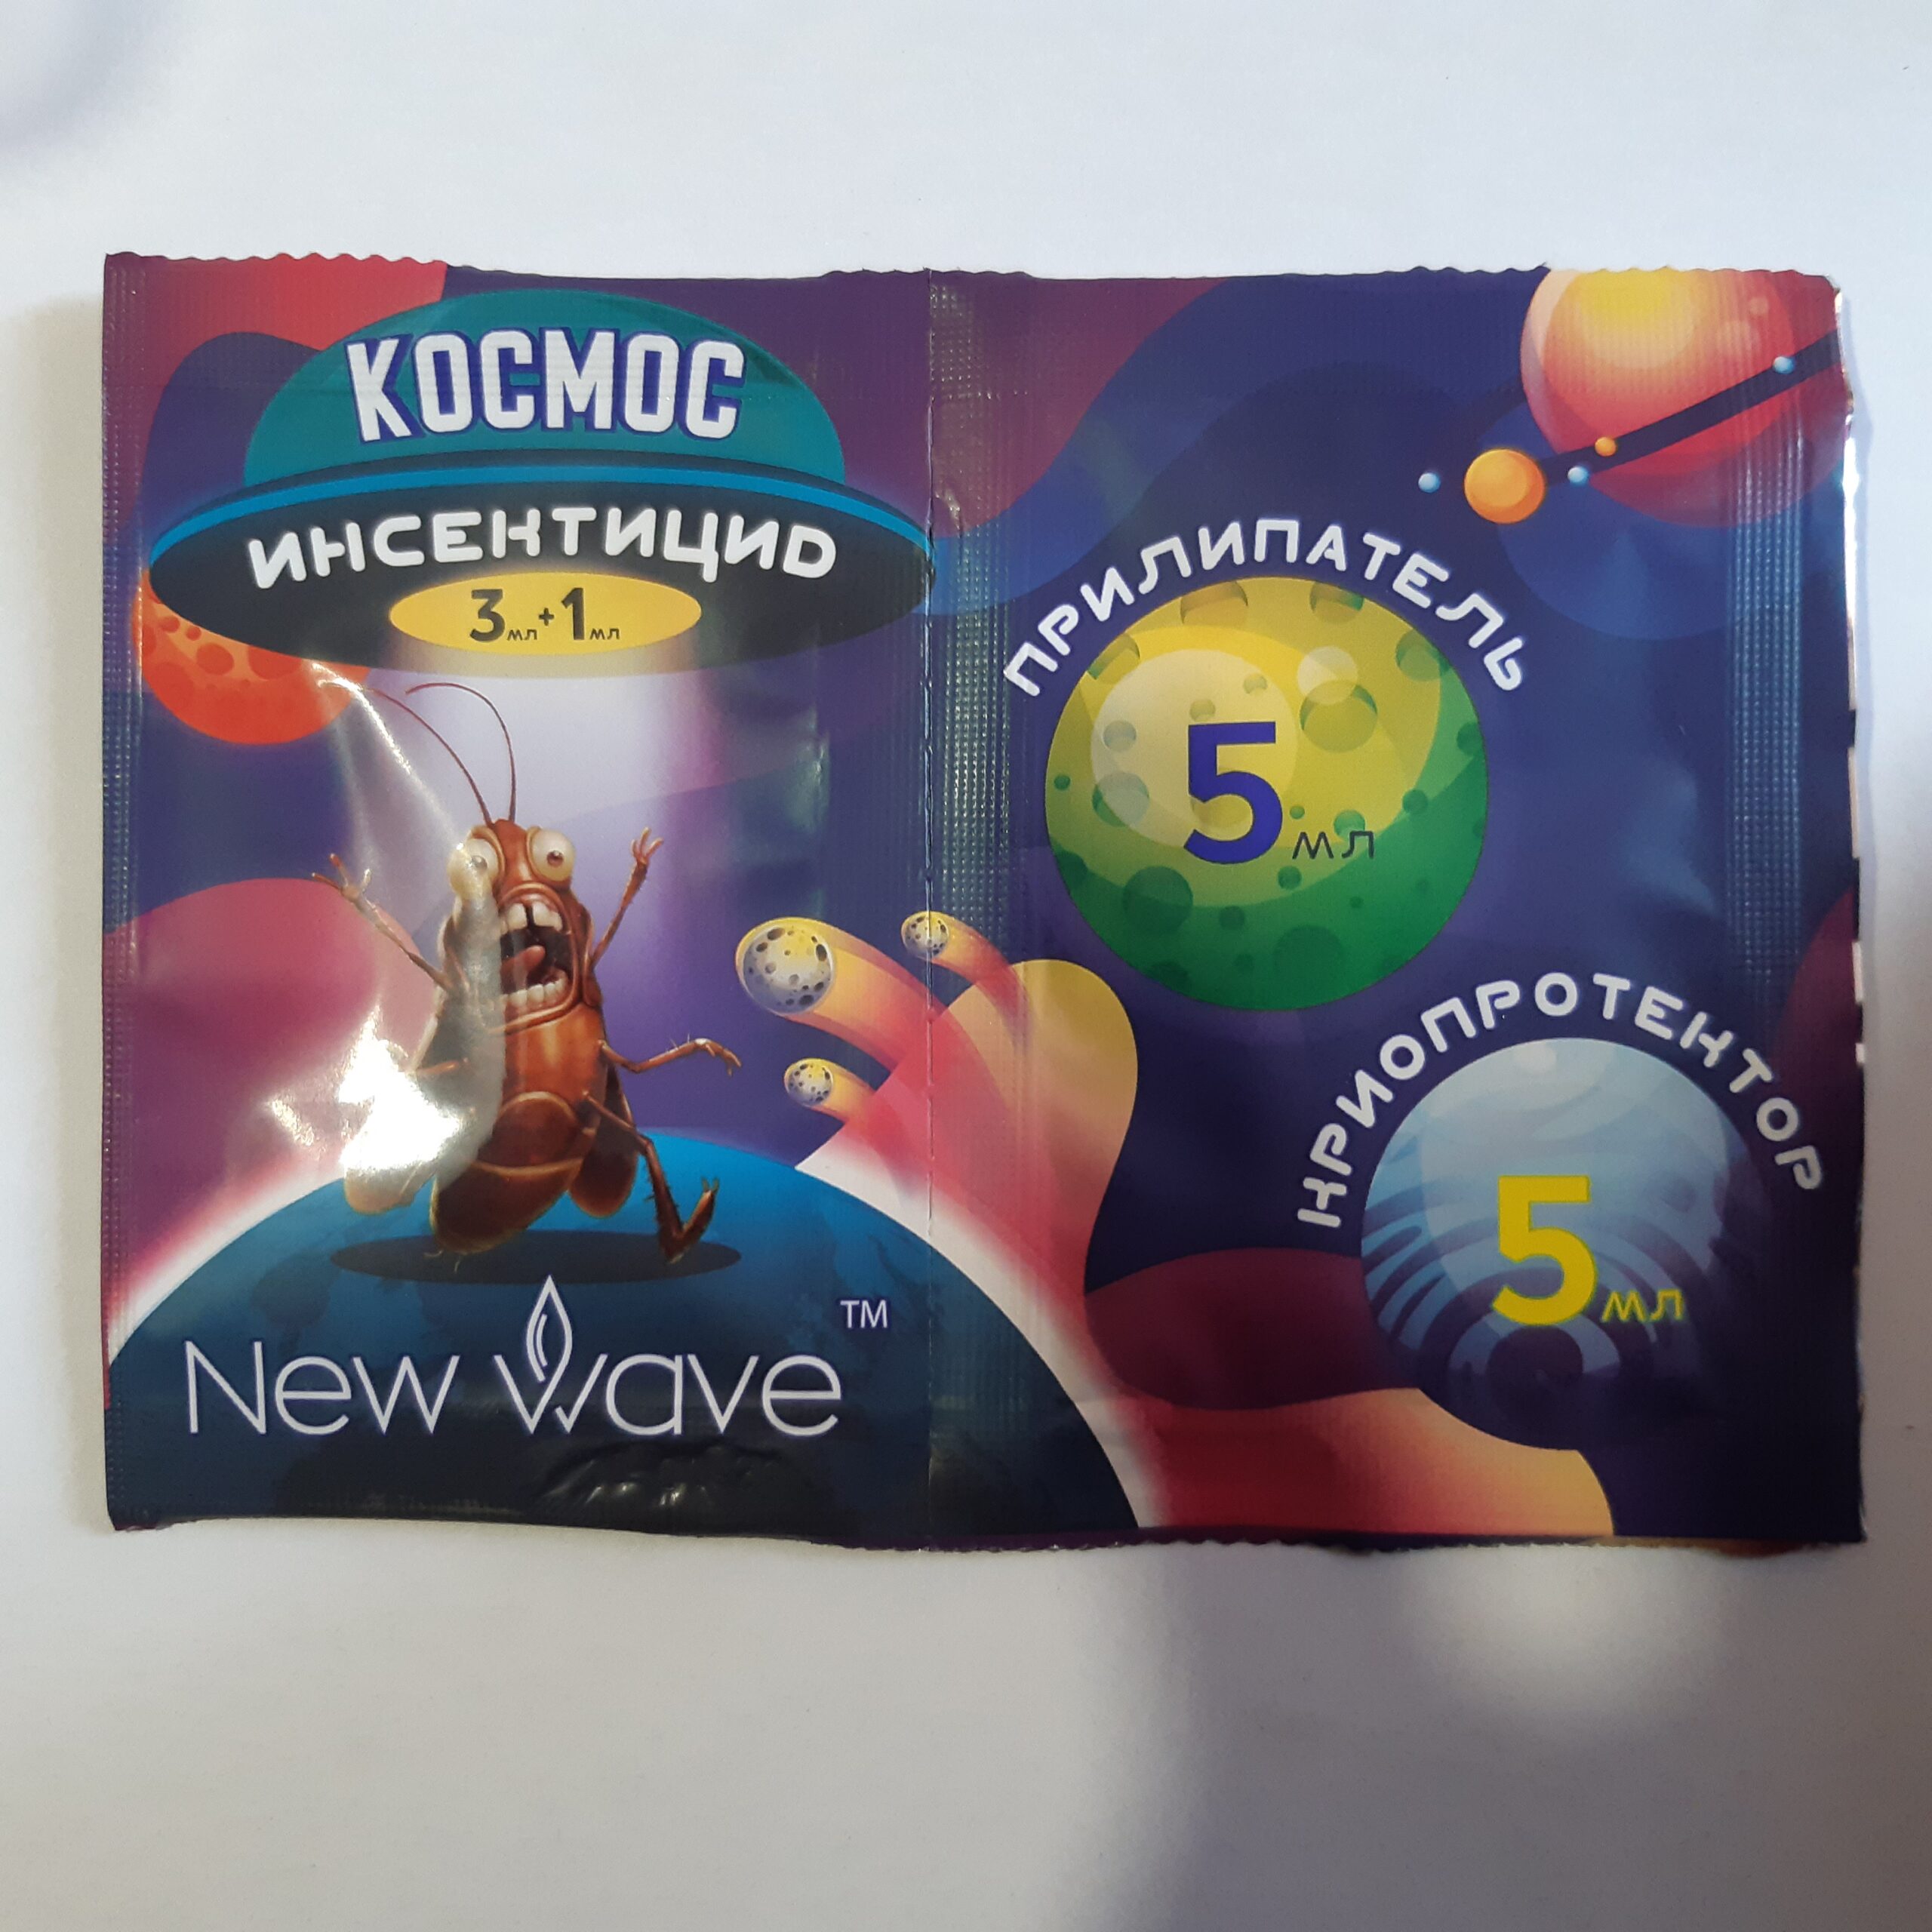 КОСМОС
ИНСЕКТИЦИД
3мл+1мл
New Wave™
ПРИЛИПАТЕЛЬ
5мл
КРИОПРОТЕКТОР
5мл